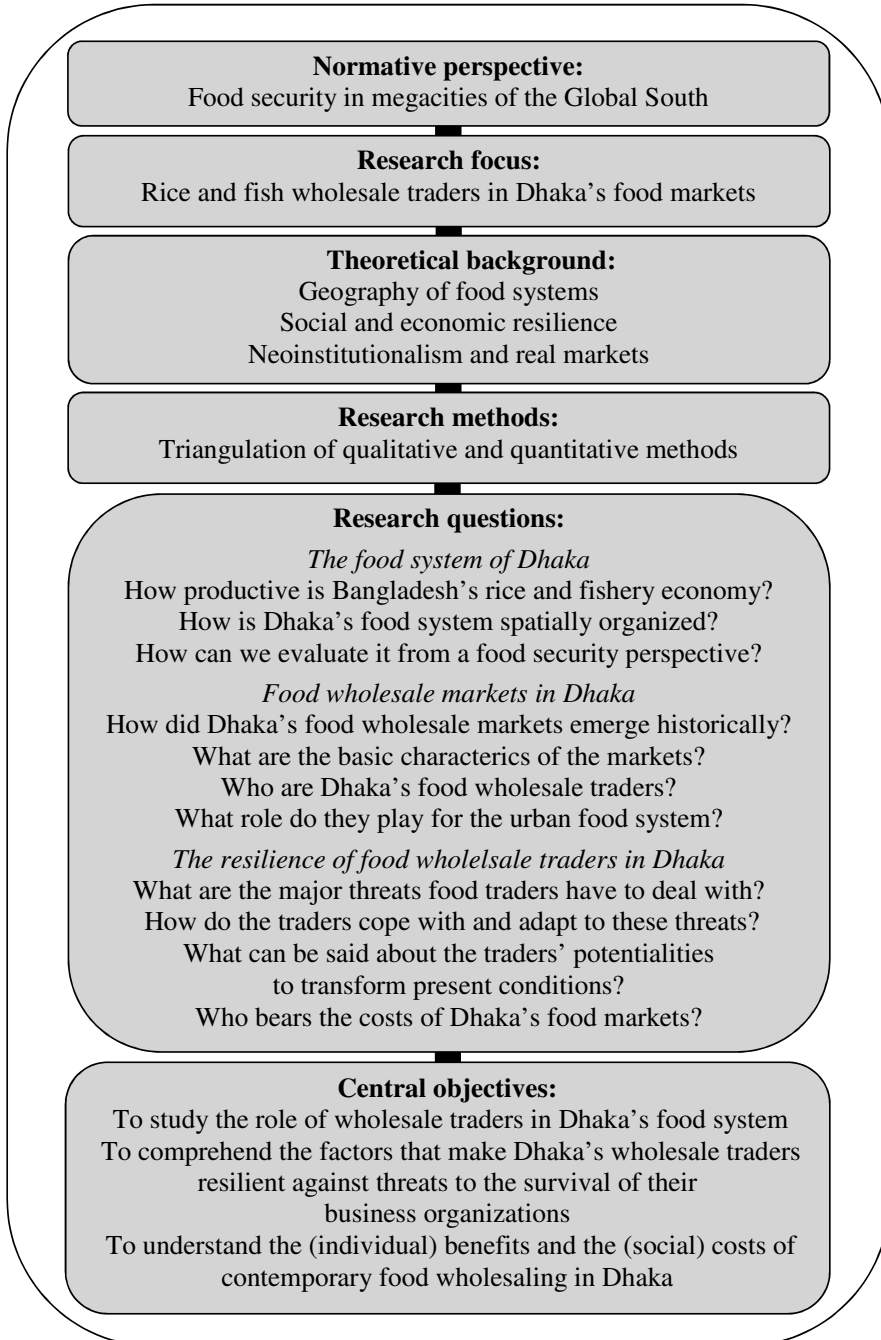 Normative perspective:
Food security in megacities of the Global South
Research focus:
Rice and fish wholesale traders in Dhaka’s food markets
Theoretical background:
Geography of food systems
Social and economic resilience
Neoinstitutionalism and real markets
Research methods:
Triangulation of qualitative and quantitative methods
Research questions:
The food system of Dhaka
How productive is Bangladesh’s rice and fishery economy?
How is Dhaka’s food system spatially organized?
How can we evaluate it from a food security perspective?
Food wholesale markets in Dhaka
How did Dhaka’s food wholesale markets emerge historically?
What are the basic characterics of the markets?
Who are Dhaka’s food wholesale traders?
What role do they play for the urban food system?
The resilience of food wholelsale traders in Dhaka
What are the major threats food traders have to deal with?
How do the traders cope with and adapt to these threats?
What can be said about the traders’ potentialities
to transform present conditions?
Who bears the costs of Dhaka’s food markets?
Central objectives:
To study the role of wholesale traders in Dhaka’s food system
To comprehend the factors that make Dhaka’s wholesale traders
resilient against threats to the survival of their
business organizations
To understand the (individual) benefits and the (social) costs of
contemporary food wholesaling in Dhaka